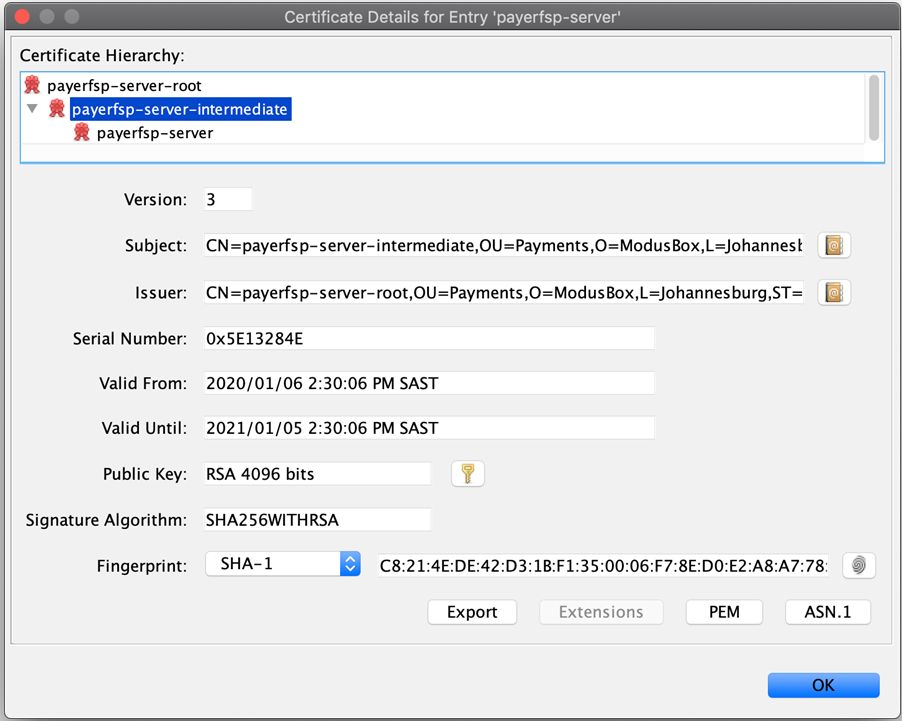 Certificate Details for Entry 'payerfsp-server'
Certificate Hierarchy:
payerfsp-server-root
payerfsp-server-intermediate
payerfsp-server
Version: 3
Subject: CN=payerfsp-server-intermediate,OU=Payments,O=ModusBox,L=Johannesb
Issuer: CN=payerfsp-server-root,OU=Payments,O=ModusBox,L=Johannesburg,ST=
Serial Number: 0x5E13284E
Valid From: 2020/01/06 2:30:06 PM SAST
Valid Until: 2021/01/05 2:30:06 PM SAST
Public Key: RSA 4096 bits
Signature Algorithm: SHA256WITHRSA
Fingerprint: SHA-1 C8:21:4E:DE:42:D3:1B:F1:35:00:06:F7:8E:D0:E2:A8:A7:78:
Export Extensions PEM ASN.1
OK